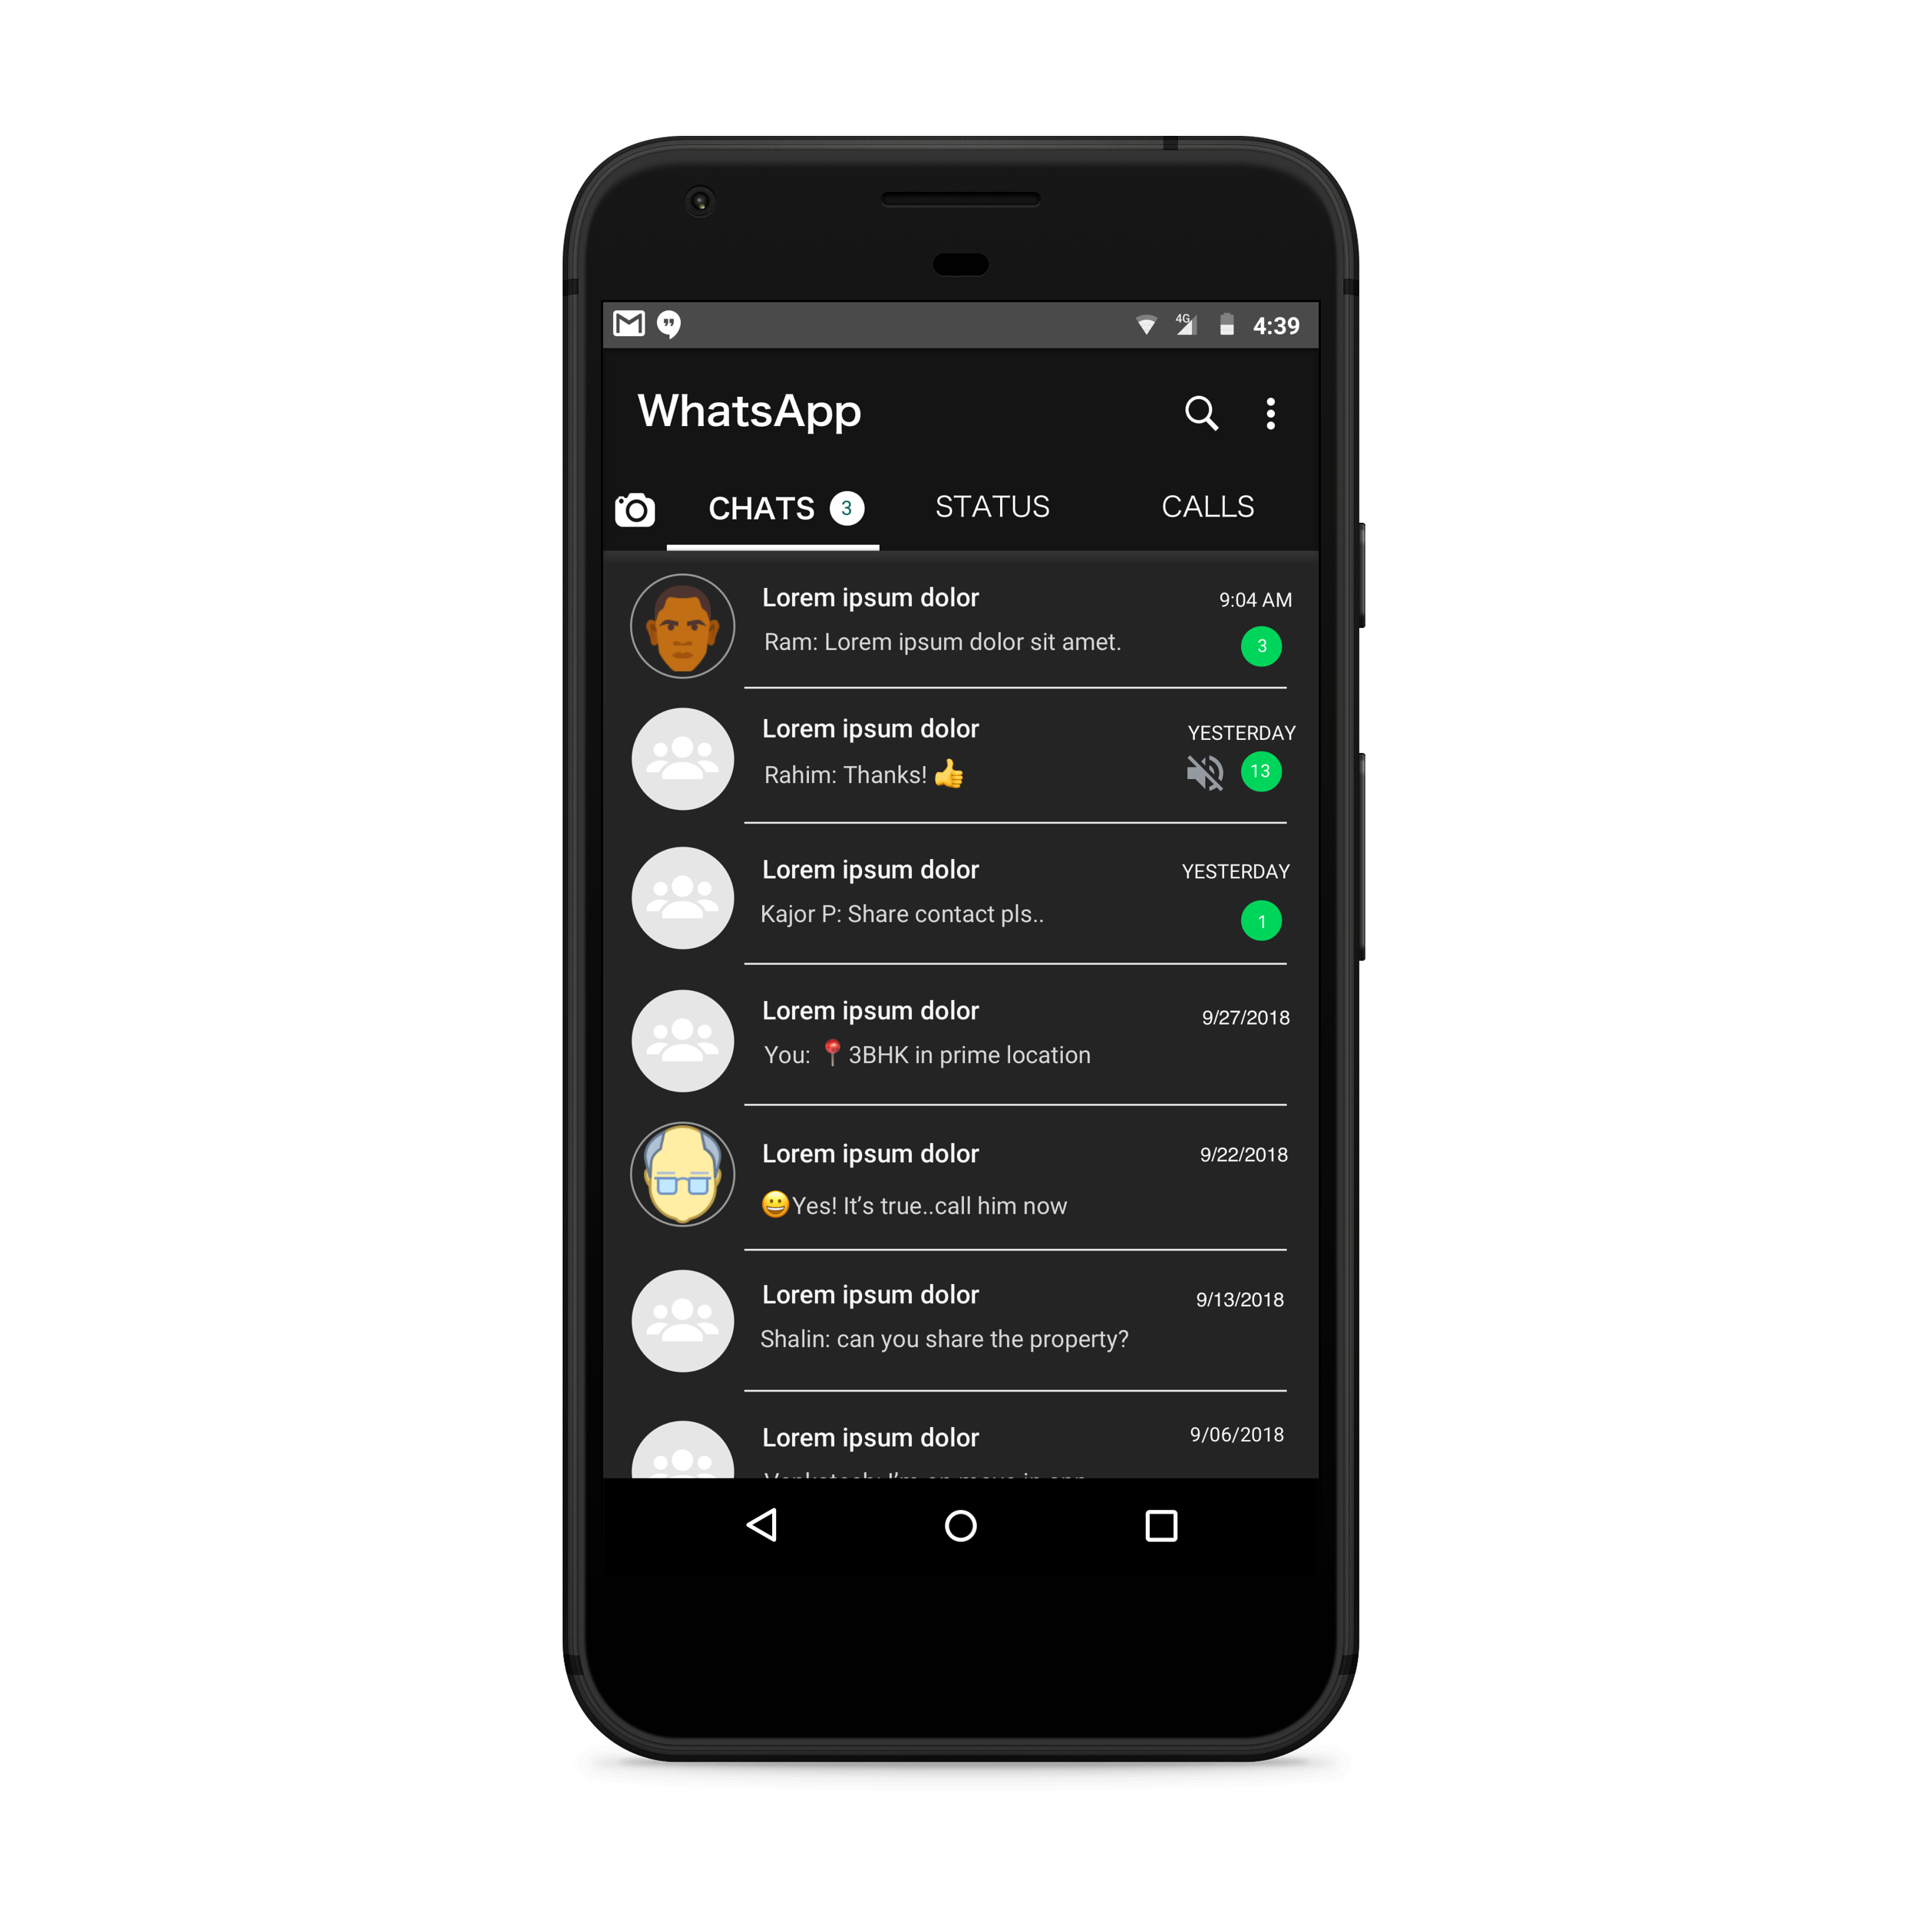 4G 4:39
WhatsApp
CHATS 3 STATUS CALLS
Lorem ipsum dolor 9:04 AM
Ram: Lorem ipsum dolor sit amet. 3
Lorem ipsum dolor YESTERDAY
Rahim: Thanks! 👍 13
Lorem ipsum dolor YESTERDAY
Kajor P: Share contact pls.. 1
Lorem ipsum dolor 9/27/2018
You: 📍3BHK in prime location
Lorem ipsum dolor 9/22/2018
😀Yes! It’s true..call him now
Lorem ipsum dolor 9/13/2018
Shalin: can you share the property?
Lorem ipsum dolor 9/06/2018